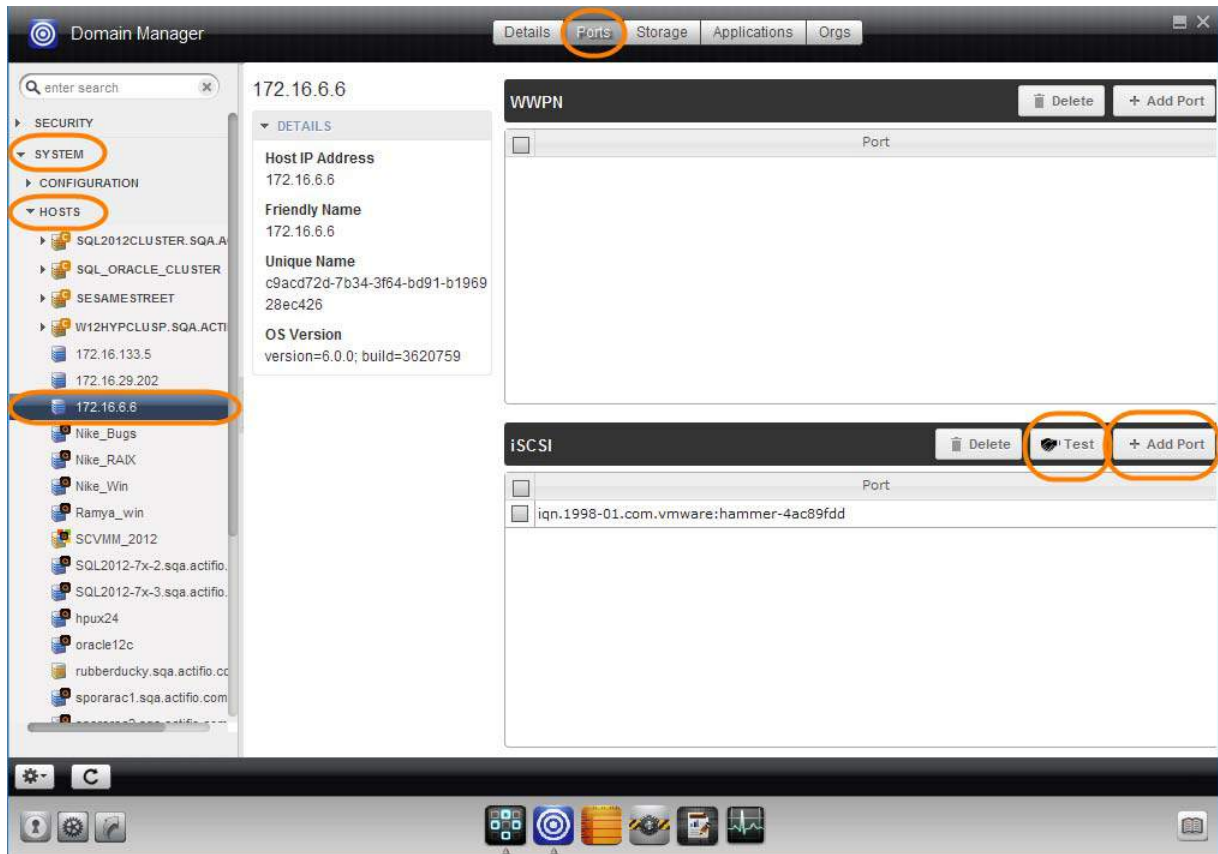 Domain Manager
Details Ports Storage Applications Orgs
enter search
SECURITY
SYSTEM
CONFIGURATION
HOSTS
SQL2012CLUSTER.SQA.A
SQL_ORACLE_CLUSTER
SESAMESTREET
W12HYPCLUSP.SQA.ACTI
172.16.133.5
172.16.29.202
172.16.6.6
Nike_Bugs
Nike_RAIX
Nike_Win
Ramya_win
SCVMM_2012
SQL2012-7x-2.sqa.actifio.
SQL2012-7x-3.sqa.actifio.
hpux24
oracle12c
rubberducky.sqa.actifio.cc
sporarac1.sqa.actifio.com
172.16.6.6
DETAILS
Host IP Address
172.16.6.6
Friendly Name
172.16.6.6
Unique Name
c9acd72d-7b34-3f64-bd91-b1969
28ec426
OS Version
version=6.0.0; build=3620759
WWPN
Delete + Add Port
Port
iSCSI
Delete Test + Add Port
Port
iqn.1998-01.com.vmware:hammer-4ac89fdd